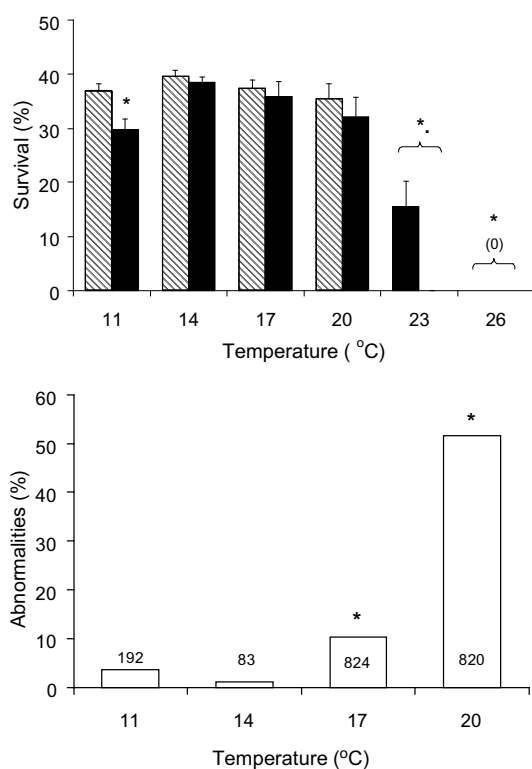 50
40
30
20
10
0
Survival (%)
*
*.
*
(0)
11 14 17 20 23 26
Temperature ( °C)
60
50
40
30
20
10
0
Abnormalities (%)
*
*
192 83 824 820
11 14 17 20
Temperature (°C)